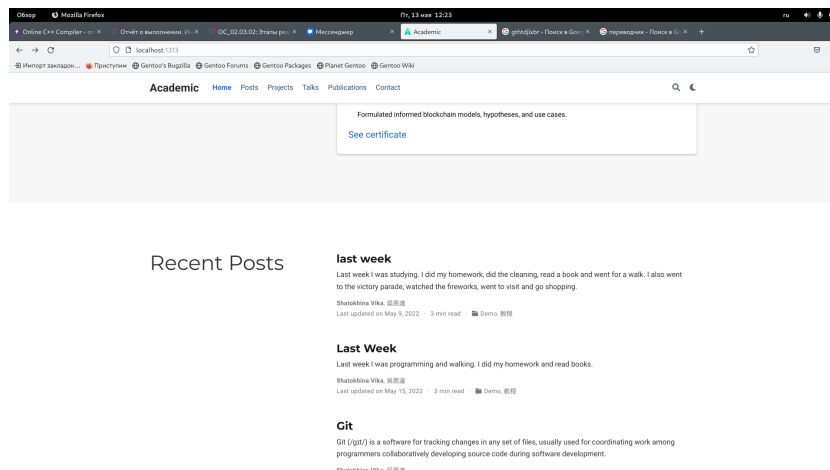 Обзор Mozilla Firefox Пт, 13 мая 12:23 ru
Online C++ Compiler - on Отчёт о выполнении. Ин ОС_02.03.02: Этапы реа Мессенджер Academic gthtdjlxbr - Поиск в Goog переводчик - Поиск в Go
localhost:1313
Импорт закладок... Приступим Gentoo's Bugzilla Gentoo Forums Gentoo Packages Planet Gentoo Gentoo Wiki
Academic Home Posts Projects Talks Publications Contact
Formulated informed blockchain models, hypotheses, and use cases.
See certificate
Recent Posts
last week
Last week I was studying. I did my homework, did the cleaning, read a book and went for a walk. I also went
to the victory parade, watched the fireworks, went to visit and go shopping.
Shatokhina Vika, 吳恩達
Last updated on May 9, 2022 · 3 min read · Demo, 教程
Last Week
Last week I was programming and walking. I did my homework and read books.
Shatokhina Vika, 吳恩達
Last updated on May 15, 2022 · 3 min read · Demo, 教程
Git
Git (/ɡɪt/) is a software for tracking changes in any set of files, usually used for coordinating work among
programmers collaboratively developing source code during software development.
Shatokhina Vika, 吳恩達